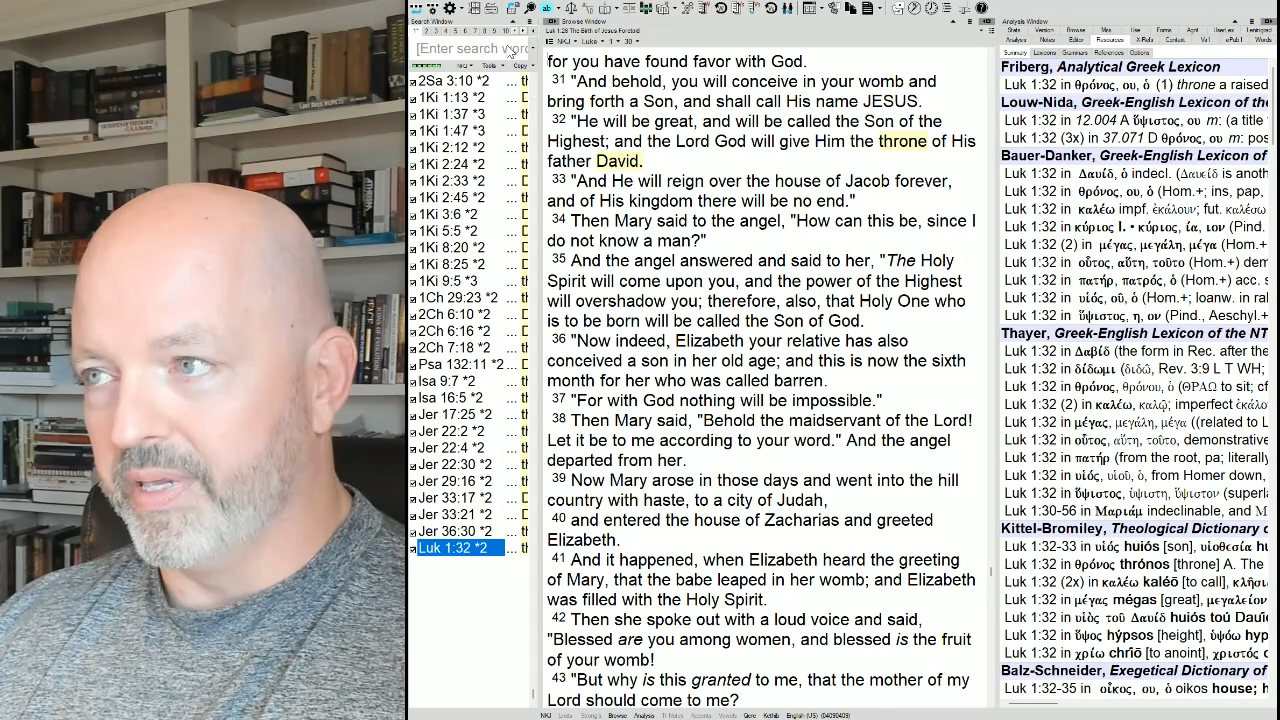 Search Window
[Enter search word
2Sa 3:10 *2
1Ki 1:13 *2
1Ki 1:37 *3
1Ki 1:47 *3
1Ki 2:12 *2
1Ki 2:24 *2
1Ki 2:33 *2
1Ki 2:45 *2
1Ki 3:6 *2
1Ki 5:5 *2
1Ki 8:20 *2
1Ki 8:25 *2
1Ki 9:5 *3
1Ch 29:23 *2
2Ch 6:10 *2
2Ch 6:16 *2
2Ch 7:18 *2
Psa 132:11 *2
Isa 9:7 *2
Isa 16:5 *2
Jer 17:25 *2
Jer 22:2 *2
Jer 22:4 *2
Jer 22:30 *2
Jer 29:16 *2
Jer 33:17 *2
Jer 33:21 *2
Jer 36:30 *2
Luk 1:32 *2
Browse Window
Luk 1:26 The Birth of Jesus Foretold
for you have found favor with God.
31 "And behold, you will conceive in your womb and
bring forth a Son, and shall call His name JESUS.
32 "He will be great, and will be called the Son of the
Highest; and the Lord God will give Him the throne of His
father David.
33 "And He will reign over the house of Jacob forever,
and of His kingdom there will be no end."
34 Then Mary said to the angel, "How can this be, since I
do not know a man?"
35 And the angel answered and said to her, "The Holy
Spirit will come upon you, and the power of the Highest
will overshadow you; therefore, also, that Holy One who
is to be born will be called the Son of God.
36 "Now indeed, Elizabeth your relative has also
conceived a son in her old age; and this is now the sixth
month for her who was called barren.
37 "For with God nothing will be impossible."
38 Then Mary said, "Behold the maidservant of the Lord!
Let it be to me according to your word." And the angel
departed from her.
39 Now Mary arose in those days and went into the hill
country with haste, to a city of Judah,
40 and entered the house of Zacharias and greeted
Elizabeth.
41 And it happened, when Elizabeth heard the greeting
of Mary, that the babe leaped in her womb; and Elizabeth
was filled with the Holy Spirit.
42 Then she spoke out with a loud voice and said,
"Blessed are you among women, and blessed is the fruit
of your womb!
43 "But why is this granted to me, that the mother of my
Lord should come to me?
Analysis Window
Summary Lexicons Grammars References Options
Friberg, Analytical Greek Lexicon
Luk 1:32 in θρόνος, ου, ὁ (1) throne a raised
Louw-Nida, Greek-English Lexicon of the
Luk 1:32 in 12.004 A ὕψιστος, ου m: (a title
Luk 1:32 (3x) in 37.071 D θρόνος, ου m: po
Bauer-Danker, Greek-English Lexicon of
Luk 1:32 in Δαυίδ, ὁ indecl. (Δαυείδ is anoth
Luk 1:32 in θρόνος, ου, ὁ (Hom.+; ins, pap,
Luk 1:32 in καλέω impf. ἐκάλουν; fut. καλέσω
Luk 1:32 in κύριος I. • κύριος, ία, ιον (Pind.
Luk 1:32 (2) in μέγας, μεγάλη, μέγα (Hom.+
Luk 1:32 in οὗτος, αὕτη, τοῦτο (Hom.+) dem
Luk 1:32 in πατήρ, πατρός, ὁ (Hom.+) acc. s
Luk 1:32 in υἱός, οῦ, ὁ (Hom.+; loanw. in rab
Luk 1:32 in ὕψιστος, η, ον (Pind., Aeschyl.+
Thayer, Greek-English Lexicon of the NT
Luk 1:32 in Δαβίδ (the form in Rec. after the
Luk 1:32 in δίδωμι (διδῶ, Rev. 3:9 L T WH;
Luk 1:32 in θρόνος, θρόνου, ὁ (ΘΡΑΩ to sit; cf
Luk 1:32 (2) in καλέω, καλῶ; imperfect ἐκάλο
Luk 1:32 in μέγας, μεγάλη, μέγα ((related to L
Luk 1:32 in οὗτος, αὕτη, τοῦτο, demonstrative
Luk 1:32 in πατήρ (from the root, pa; literally
Luk 1:32 in υἱός, υἱοῦ, ὁ, from Homer down,
Luk 1:32 in ὕψιστος, ὑψίστη, ὕψιστον (superl
Luk 1:30-56 in Μαριάμ indeclinable, and M
Kittel-Bromiley, Theological Dictionary o
Luk 1:32-33 in υἱός huiós [son], υἱοθεσία hu
Luk 1:32 in θρόνος thrónos [throne] A. The
Luk 1:32 (2x) in καλέω kaléō [to call], κλῆσι
Luk 1:32 in μέγας mégas [great], μεγαλείον
Luk 1:32 in υἱὸς τοῦ Δαυίδ huiós toú Dauíd
Luk 1:32 in ὕψος hýpsos [height], ὑψόω hy
Luk 1:32 in χρίω chríō [to anoint], χριστός c
Balz-Schneider, Exegetical Dictionary of
Luk 1:32-35 in οἶκος, ου, ὁ oikos house; h